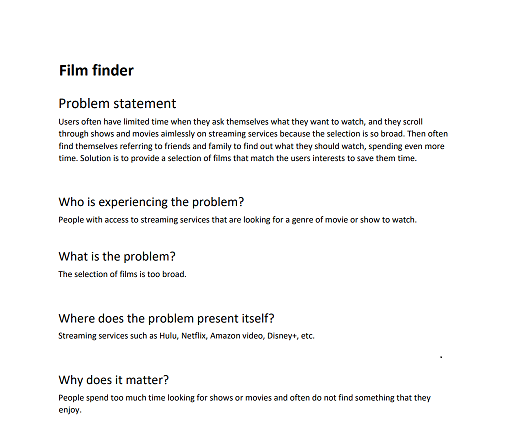 Film finder
Problem statement
Users often have limited time when they ask themselves what they want to watch, and they scroll
through shows and movies aimlessly on streaming services because the selection is so broad. Then often
find themselves referring to friends and family to find out what they should watch, spending even more
time. Solution is to provide a selection of films that match the users interests to save them time.
Who is experiencing the problem?
People with access to streaming services that are looking for a genre of movie or show to watch.
What is the problem?
The selection of films is too broad.
Where does the problem present itself?
Streaming services such as Hulu, Netflix, Amazon video, Disney+, etc.
Why does it matter?
People spend too much time looking for shows or movies and often do not find something that they
enjoy.